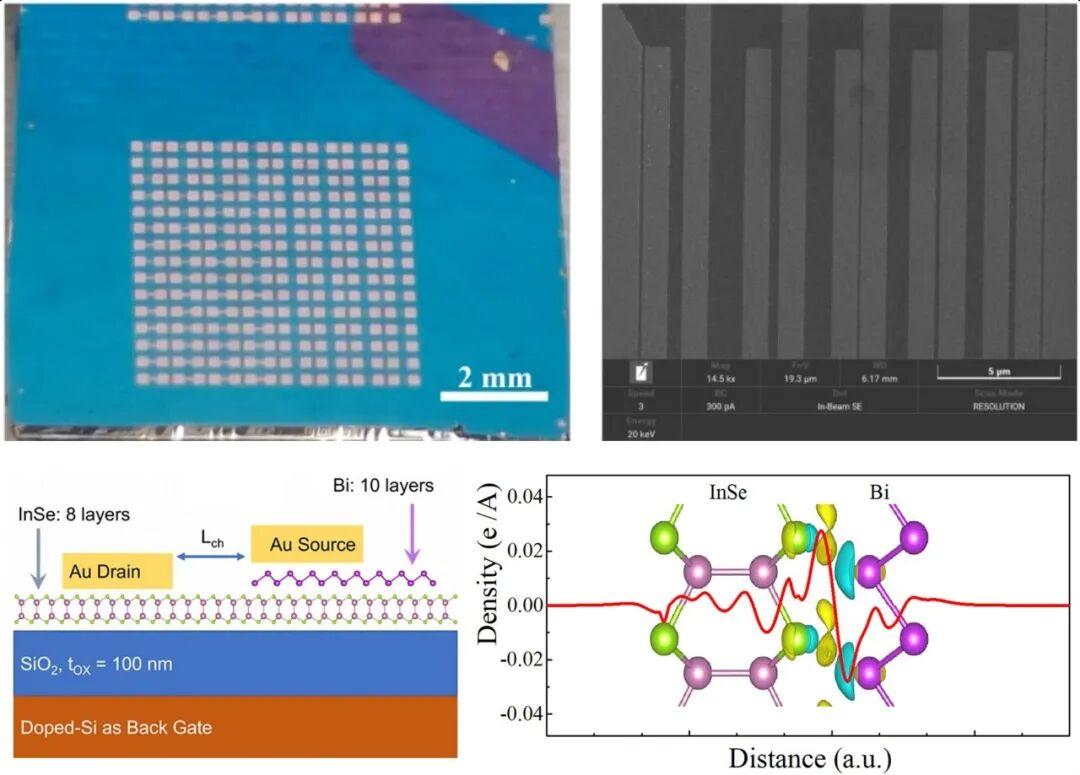 2 mm
Mag
14.5 kx
FoV
19.3 µm
WD
6.17 mm
5 µm
Speed
3
BC
300 pA
Det
In-Beam SE
Scan Mode
RESOLUTION
Energy
20 keV
InSe: 8 layers
Au Drain
Lch
Au Source
Bi: 10 layers
SiO₂, tOX = 100 nm
Doped-Si as Back Gate
Density (e /A)
0.04
0.02
0.00
-0.02
-0.04
InSe
Bi
Distance (a.u.)